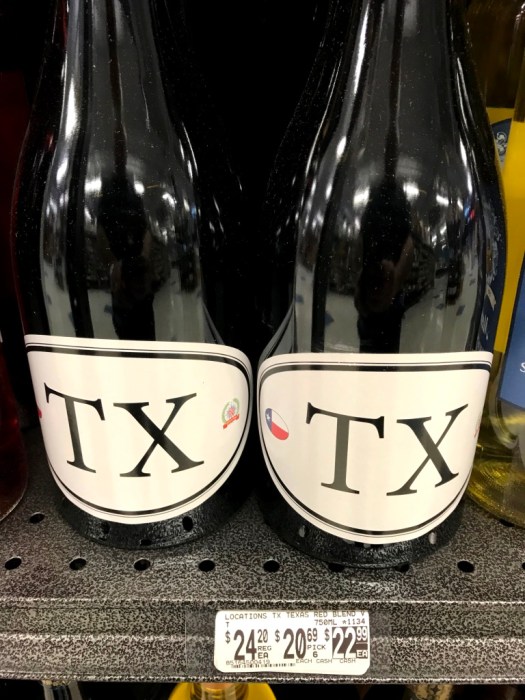 TX
TX
LOCATIONS TX TEXAS RED BLEND V
T 750ML *1134
$24.20 $20.69 $22.99
REG PICK
EA 6 EA
EACH CASH CASH